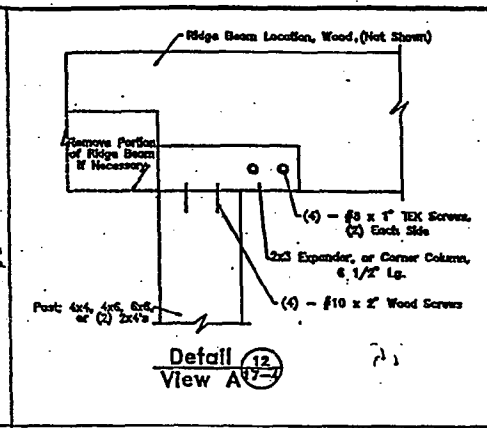 Ridge Beam Location, Wood, (Not Shown)
Remove Portion
of Ridge Beam
If Necessary
(4) - #8 x 1" TEK Screws,
(2) Each Side
2x3 Expander, or Corner Column,
6 1/2" Lg.
(4) - #10 x 2" Wood Screws
Post: 4x4, 4x6, 6x6,
or (2) 2x4's
Detail 12
View A 17-4